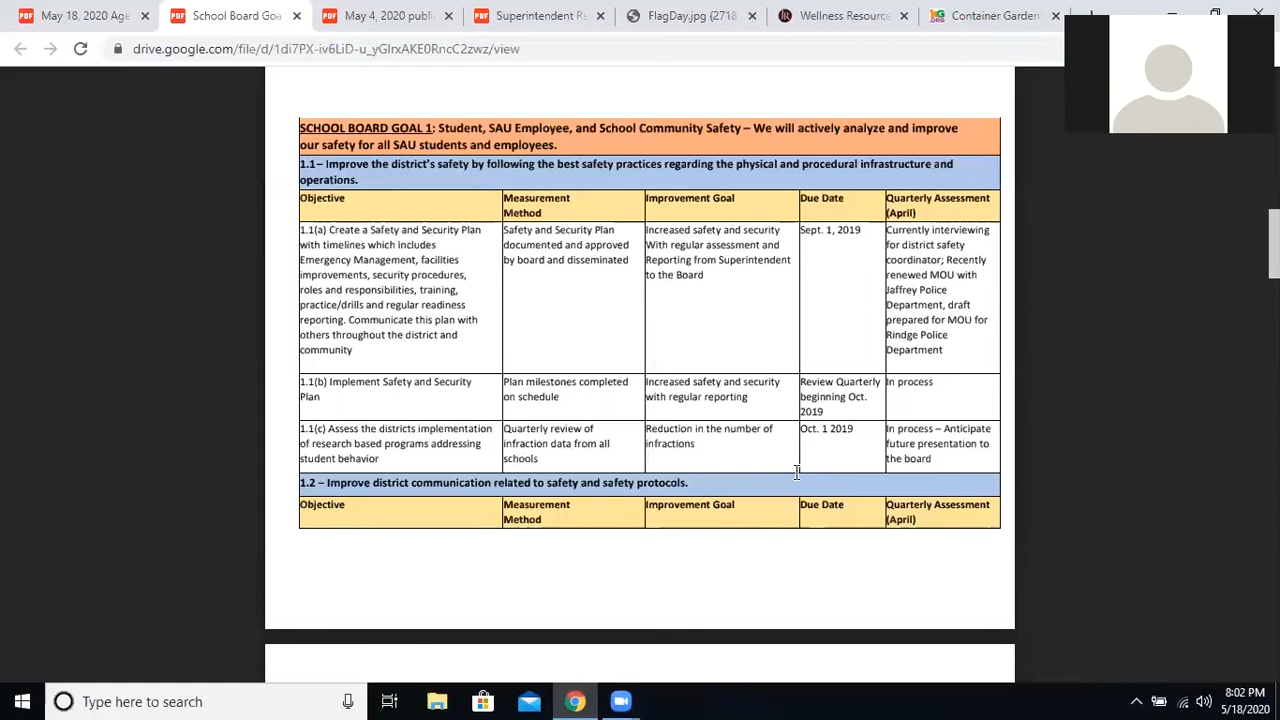 May 18, 2020 Age
School Board Goa
May 4, 2020 publ
Superintendent R
FlagDay.jpg (2718
Wellness Resource
Container Garden
drive.google.com/file/d/1di7PX-iv6LiD-u_yGlrxAKE0RncC2zwz/view
SCHOOL BOARD GOAL 1: Student, SAU Employee, and School Community Safety – We will actively analyze and improve
our safety for all SAU students and employees.
1.1 – Improve the district's safety by following the best safety practices regarding the physical and procedural infrastructure and
operations.
Objective
Measurement
Method
Improvement Goal
Due Date
Quarterly Assessment
(April)
1.1(a) Create a Safety and Security Plan
with timelines which includes
Emergency Management, facilities
improvements, security procedures,
roles and responsibilities, training,
practice/drills and regular readiness
reporting. Communicate this plan with
others throughout the district and
community
Safety and Security Plan
documented and approved
by board and disseminated
Increased safety and security
With regular assessment and
Reporting from Superintendent
to the Board
Sept. 1, 2019
Currently interviewing
for district safety
coordinator; Recently
renewed MOU with
Jaffrey Police
Department, draft
prepared for MOU for
Rindge Police
Department
1.1(b) Implement Safety and Security
Plan
Plan milestones completed
on schedule
Increased safety and security
with regular reporting
Review Quarterly
beginning Oct.
2019
In process
1.1(c) Assess the districts implementation
of research based programs addressing
student behavior
Quarterly review of
infraction data from all
schools
Reduction in the number of
infractions
Oct. 1 2019
In process – Anticipate
future presentation to
the board
1.2 – Improve district communication related to safety and safety protocols.
Objective
Measurement
Method
Improvement Goal
Due Date
Quarterly Assessment
(April)
Type here to search
8:02 PM
5/18/2020